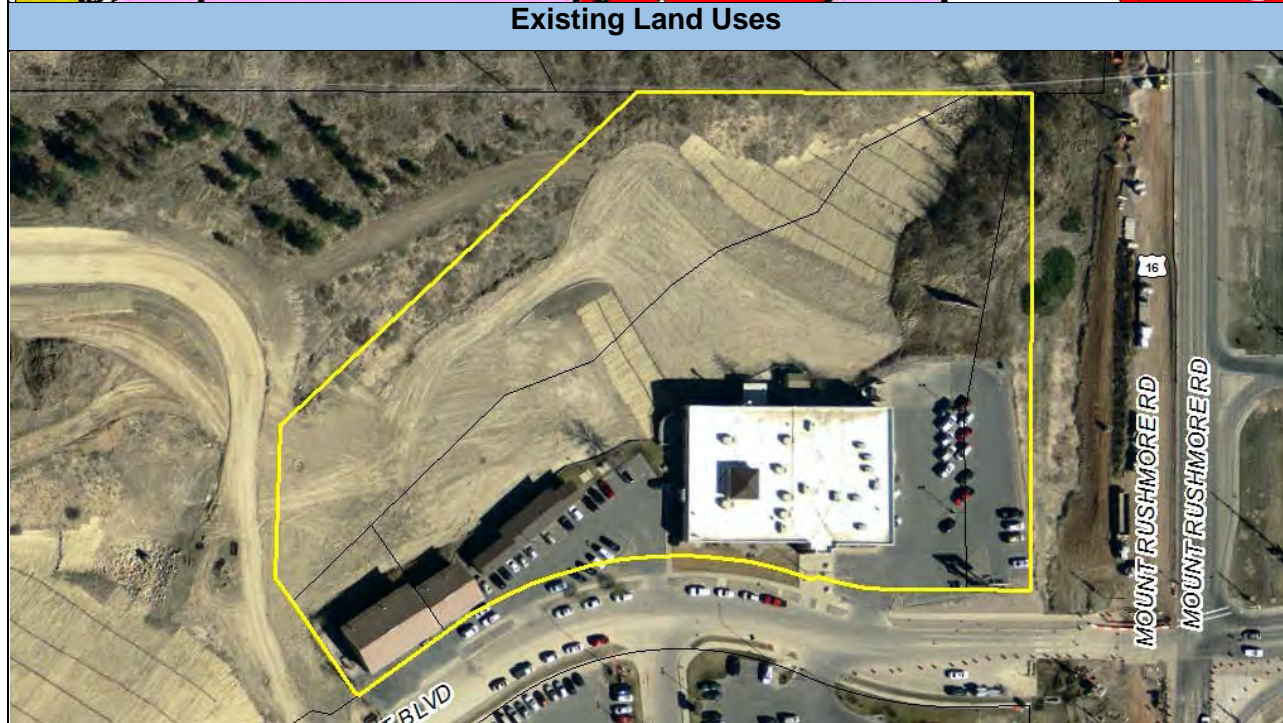 Existing Land Uses
16
MOUNT RUSHMORE RD
MOUNT RUSHMORE RD
T BLVD